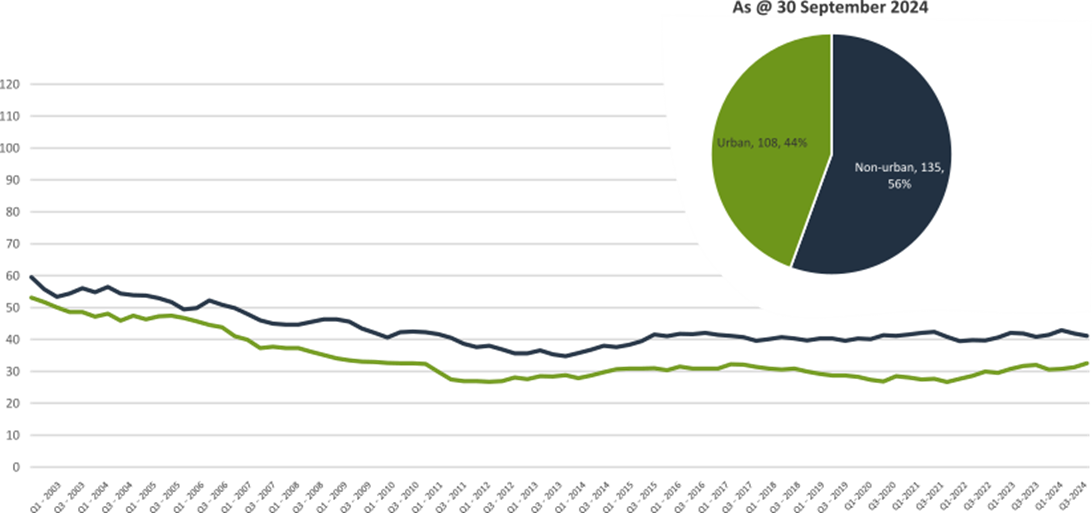 As @ 30 September 2024
Urban, 108, 44%
Non-urban, 135,
56%
120
110
100
90
80
70
60
50
40
30
20
10
0
Q1 - 2003
Q3 - 2003
Q1 - 2004
Q4 - 2004
Q1 - 2005
Q3 - 2005
Q1 - 2006
Q3 - 2006
Q1 - 2007
Q3 - 2007
Q1 - 2008
Q3 - 2008
Q1 - 2009
Q3 - 2009
Q1 - 2010
Q3 - 2010
Q1 - 2011
Q3 - 2011
Q1 - 2012
Q3 - 2012
Q1 - 2013
Q3 - 2013
Q1 - 2014
Q3 - 2014
Q1 - 2015
Q3 - 2015
Q1 - 2016
Q3 - 2016
Q1 - 2017
Q3 - 2017
Q1 - 2018
Q3 - 2018
Q1 - 2019
Q3 - 2019
Q1-2020
Q3-2020
Q1-2021
Q3-2021
Q1-2022
Q3-2022
Q1-2023
Q3-2023
Q1-2024
Q3-2024